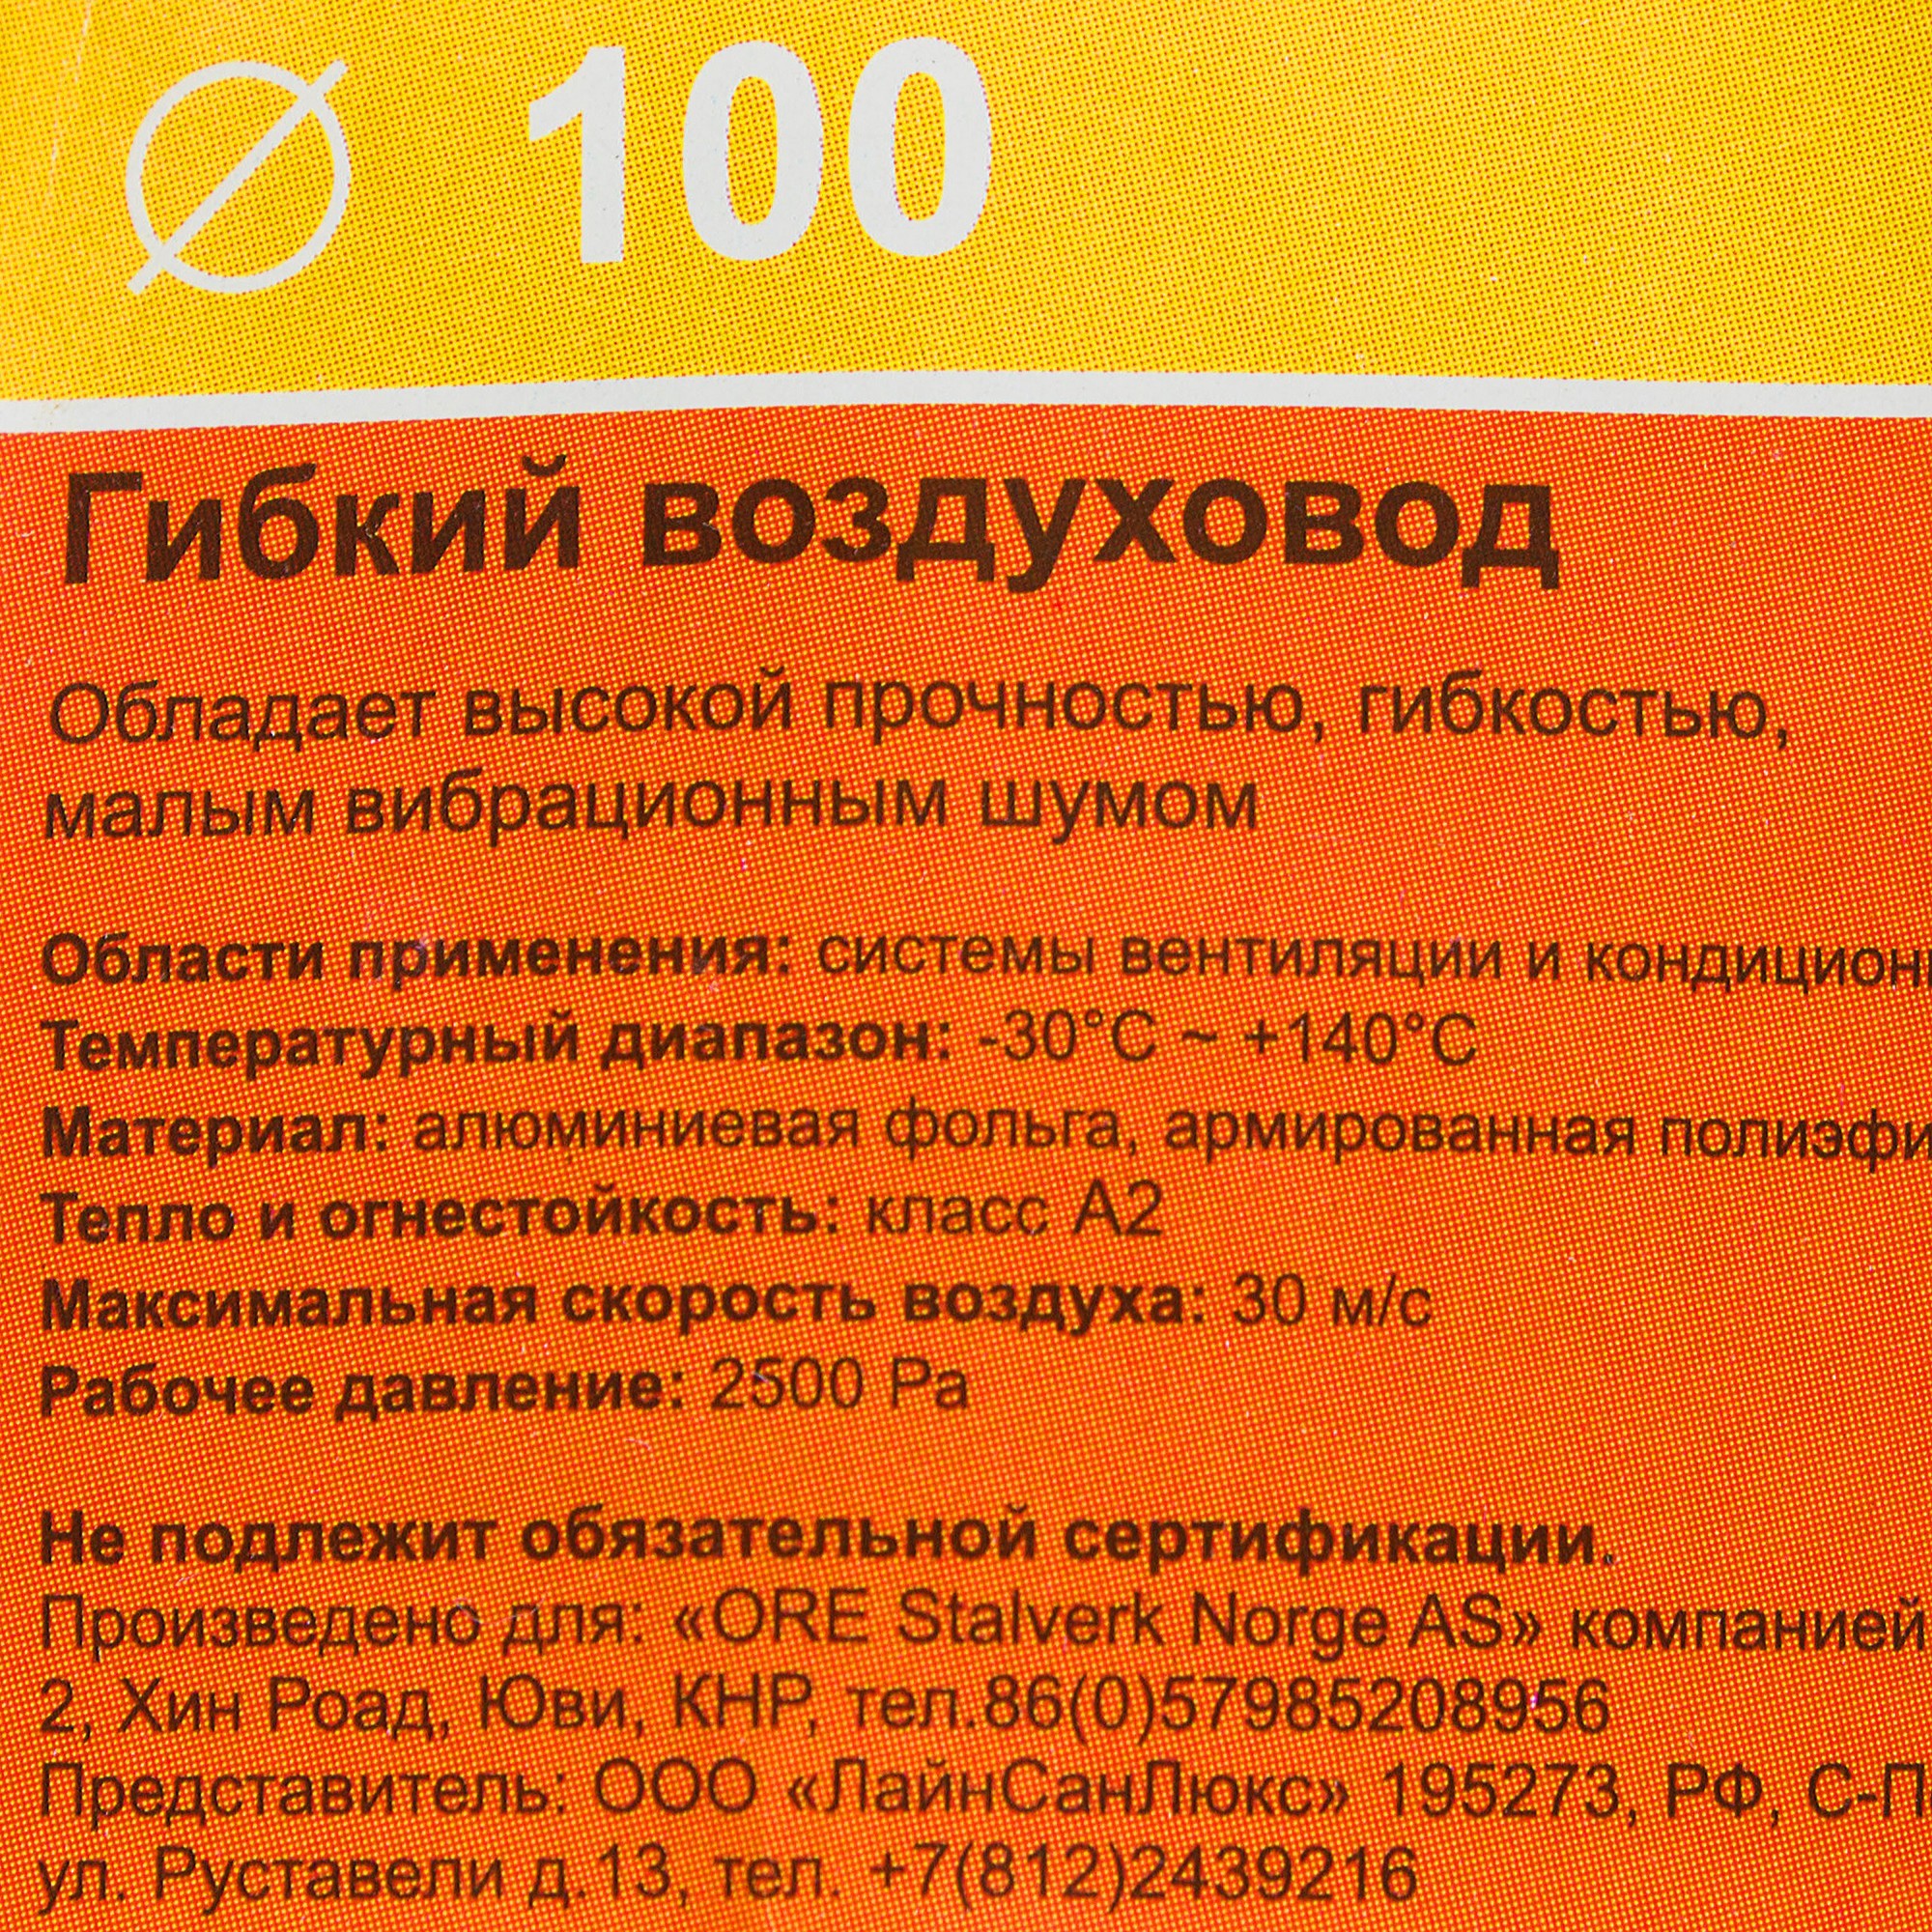 Ø 100
Гибкий воздуховод
Обладает высокой прочностью, гибкостью,
малым вибрационным шумом
Области применения: системы вентиляции и
Температурный диапазон: -30°C ~ +140°C
Материал: алюминиевая фольга, армированная
Тепло и огнестойкость: класс А2
Максимальная скорость воздуха: 30 м/с
Рабочее давление: 2500 Pa
Не подлежит обязательной сертификации.
Произведено для: «ORE Stalverk Norge AS» компанией
2, Хин Роад, Юви, КНР, тел.86(0)57985208956
Представитель: ООО «ЛайнСанЛюкс» 195273, РФ,
ул. Руставели д.13, тел. +7(812)2439216